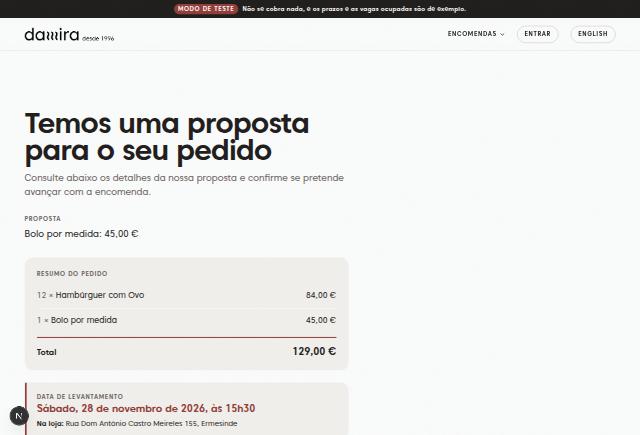 MODO DE TESTE Não se cobra nada, e os prazos e as vagas ocupadas são de exemplo.
damira desde 1996
ENCOMENDAS ENTRAR ENGLISH
Temos uma proposta
para o seu pedido
Consulte abaixo os detalhes da nossa proposta e confirme se pretende
avançar com a encomenda.
PROPOSTA
Bolo por medida: 45,00 €
RESUMO DO PEDIDO
12 × Hambúrguer com Ovo 84,00 €
1 × Bolo por medida 45,00 €
Total 129,00 €
DATA DE LEVANTAMENTO
Sábado, 28 de novembro de 2026, às 15h30
N
Na loja: Rua Dom António Castro Meireles 155, Ermesinde